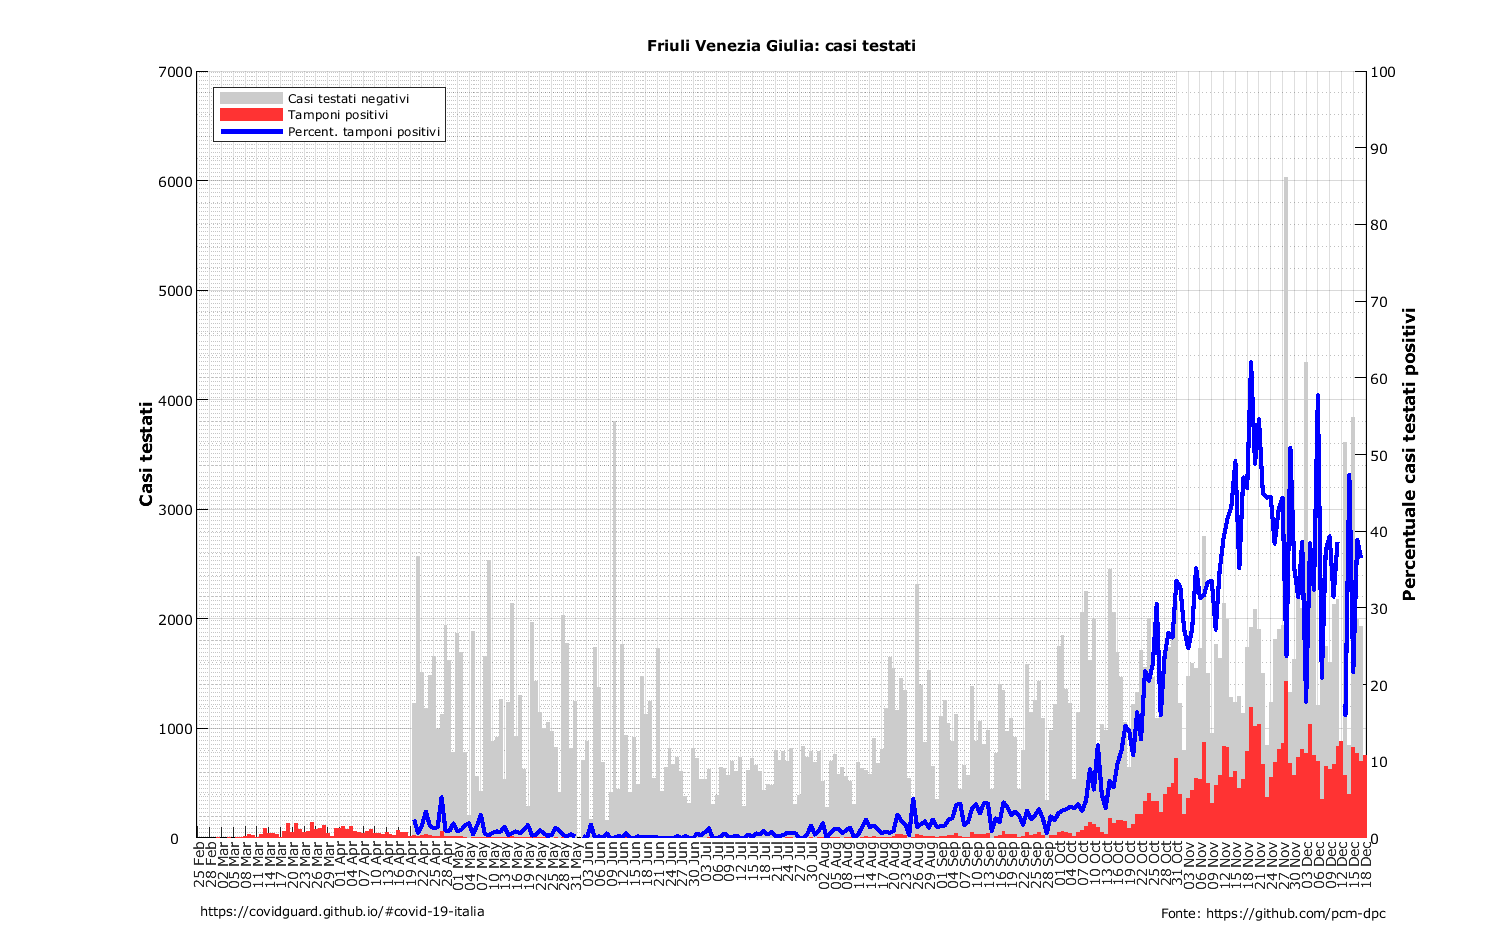 Friuli Venezia Giulia: casi testati
Casi testati negativi
Tamponi positivi
Percent. tamponi positivi
Casi testati
7000
6000
5000
4000
3000
2000
1000
0
Percentuale casi testati positivi
100
90
80
70
60
50
40
30
20
10
0
25 Feb
28 Feb
02 Mar
05 Mar
08 Mar
11 Mar
14 Mar
17 Mar
20 Mar
23 Mar
26 Mar
29 Mar
01 Apr
04 Apr
07 Apr
10 Apr
13 Apr
16 Apr
19 Apr
22 Apr
25 Apr
28 Apr
01 May
04 May
07 May
10 May
13 May
16 May
19 May
22 May
25 May
28 May
31 May
03 Jun
06 Jun
09 Jun
12 Jun
15 Jun
18 Jun
21 Jun
24 Jun
27 Jun
30 Jun
03 Jul
06 Jul
09 Jul
12 Jul
15 Jul
18 Jul
21 Jul
24 Jul
27 Jul
30 Jul
02 Aug
05 Aug
08 Aug
11 Aug
14 Aug
17 Aug
20 Aug
23 Aug
26 Aug
29 Aug
01 Sep
04 Sep
07 Sep
10 Sep
13 Sep
16 Sep
19 Sep
22 Sep
25 Sep
28 Sep
01 Oct
04 Oct
07 Oct
10 Oct
13 Oct
16 Oct
19 Oct
22 Oct
25 Oct
28 Oct
31 Oct
03 Nov
06 Nov
09 Nov
12 Nov
15 Nov
18 Nov
21 Nov
24 Nov
27 Nov
30 Nov
03 Dec
06 Dec
09 Dec
12 Dec
15 Dec
18 Dec
https://covidguard.github.io/#covid-19-italia
Fonte: https://github.com/pcm-dpc